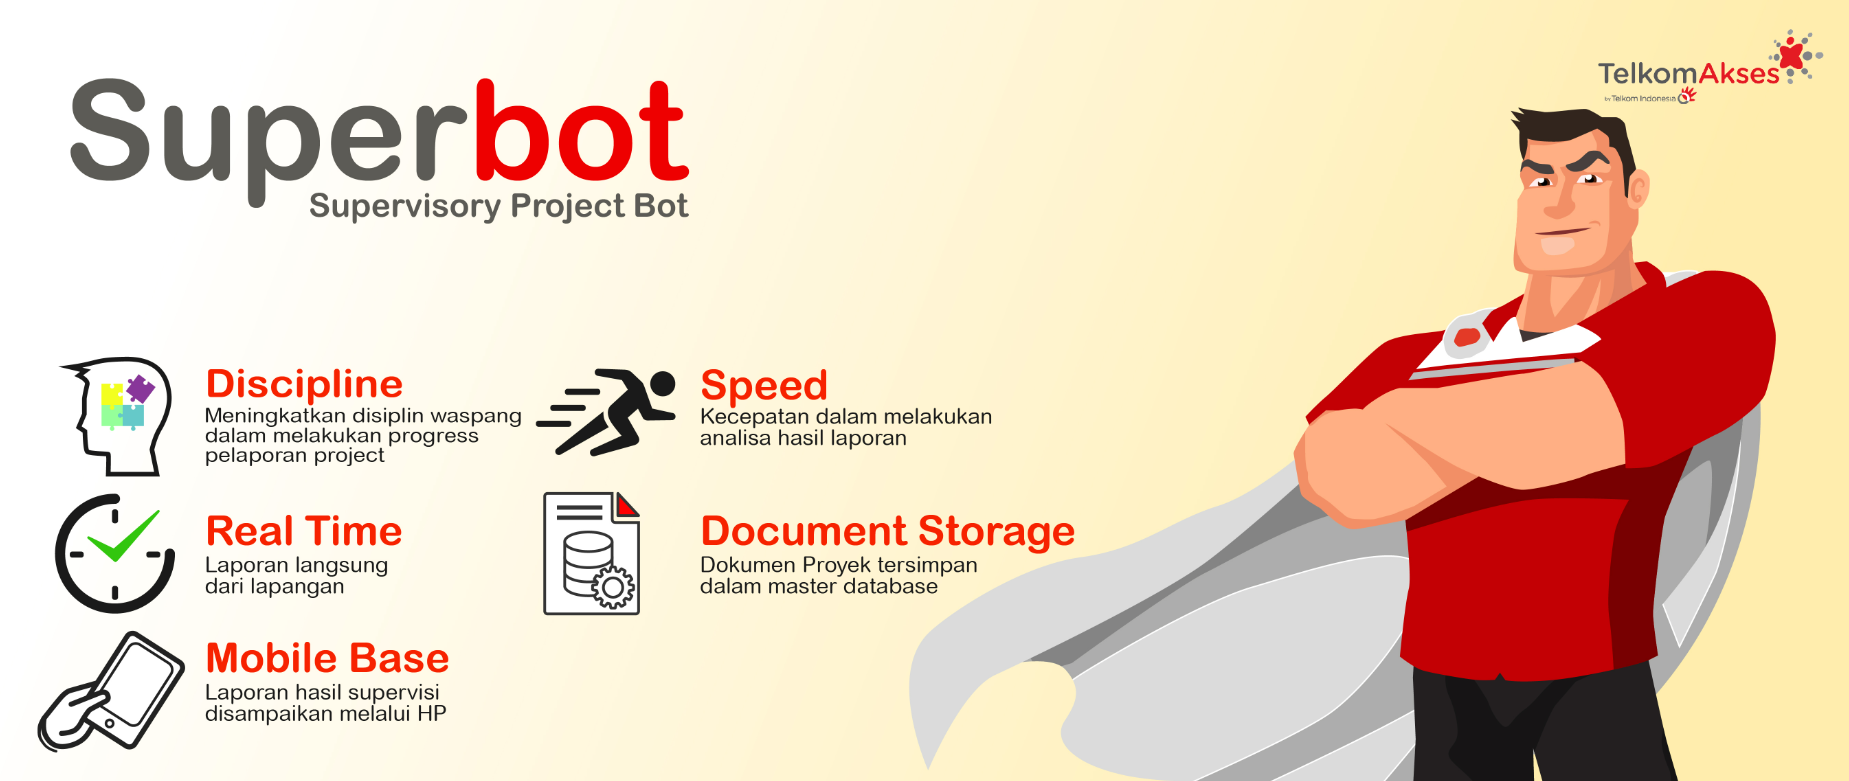 Superbot
Supervisory Project Bot
TelkomAkses
by Telkom Indonesia
Discipline
Meningkatkan disiplin waspang
dalam melakukan progress
pelaporan project
Speed
Kecepatan dalam melakukan
analisa hasil laporan
Real Time
Laporan langsung
dari lapangan
Document Storage
Dokumen Proyek tersimpan
dalam master database
Mobile Base
Laporan hasil supervisi
disampaikan melalui HP